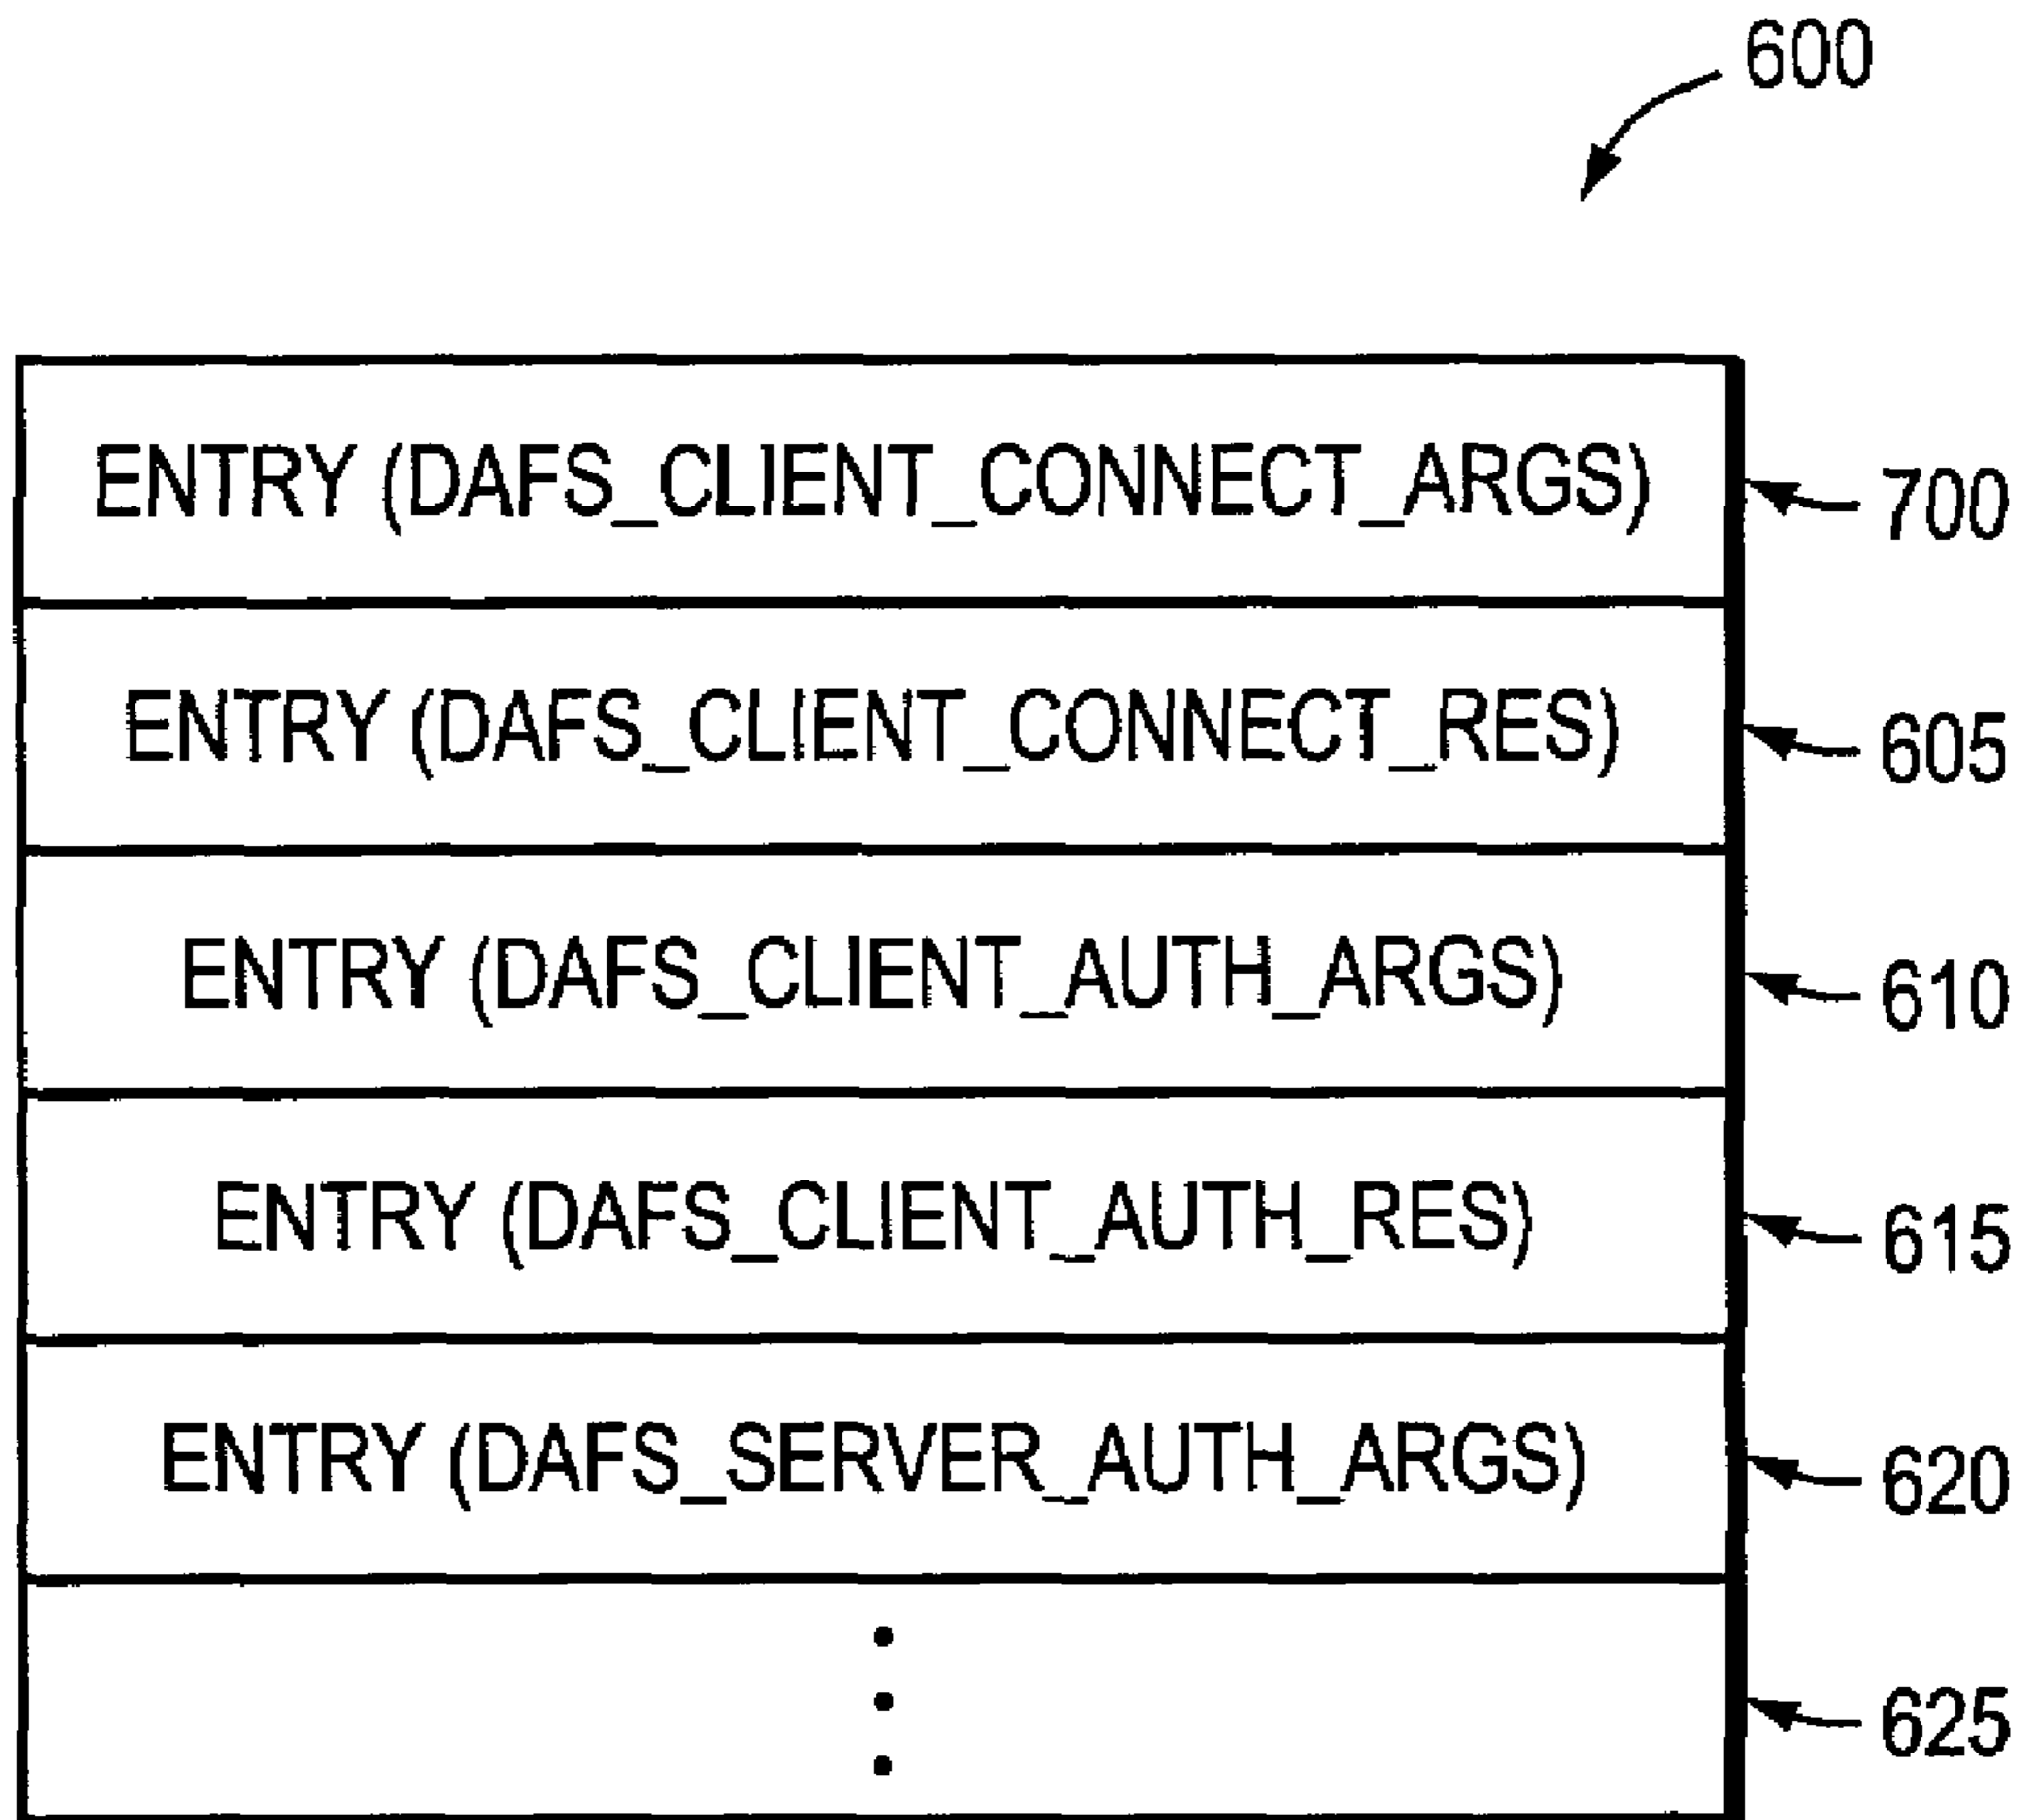 600
ENTRY (DAFS_CLIENT_CONNECT_ARGS) 700
ENTRY (DAFS_CLIENT_CONNECT_RES) 605
ENTRY (DAFS_CLIENT_AUTH_ARGS) 610
ENTRY (DAFS_CLIENT_AUTH_RES) 615
ENTRY (DAFS_SERVER_AUTH_ARGS) 620
625